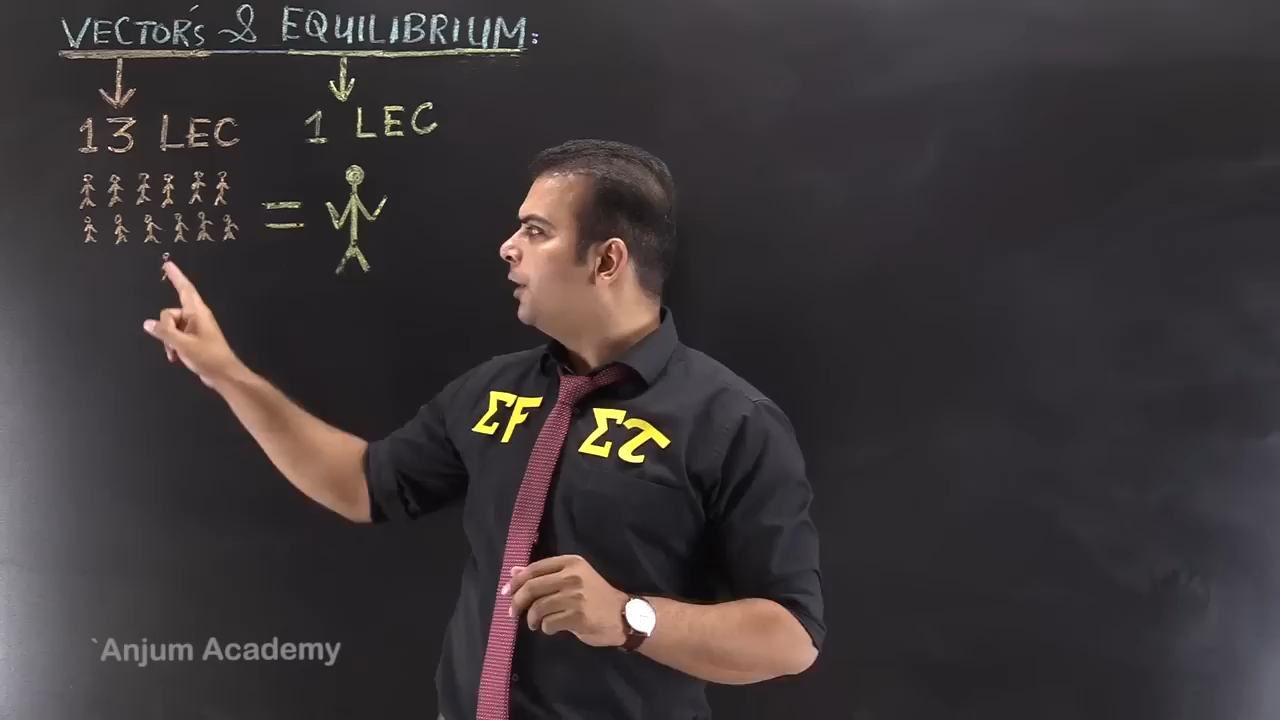 VECTOR'S & EQUILIBRIUM:
13 LEC 1 LEC
=
ΣF Στ
`Anjum Academy